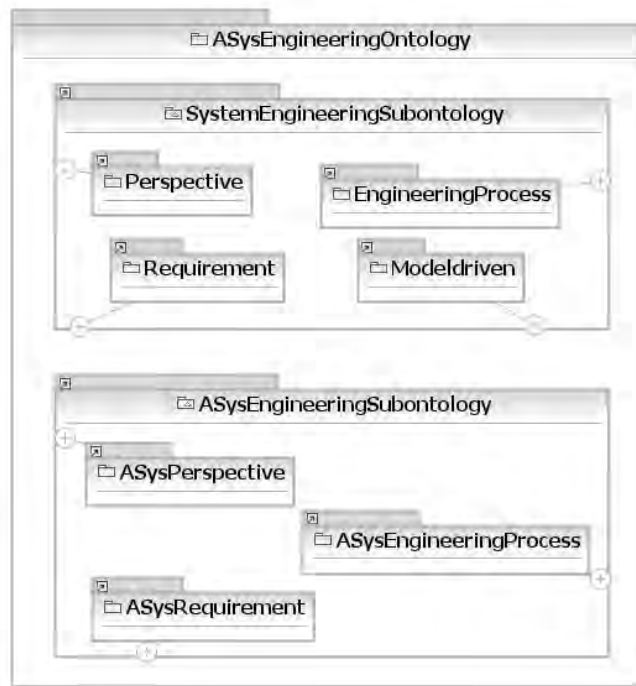 ASysEngineeringOntology
SystemEngineeringSubontology
Perspective
EngineeringProcess
Requirement
Modeldriven
ASysEngineeringSubontology
ASysPerspective
ASysEngineeringProcess
ASysRequirement